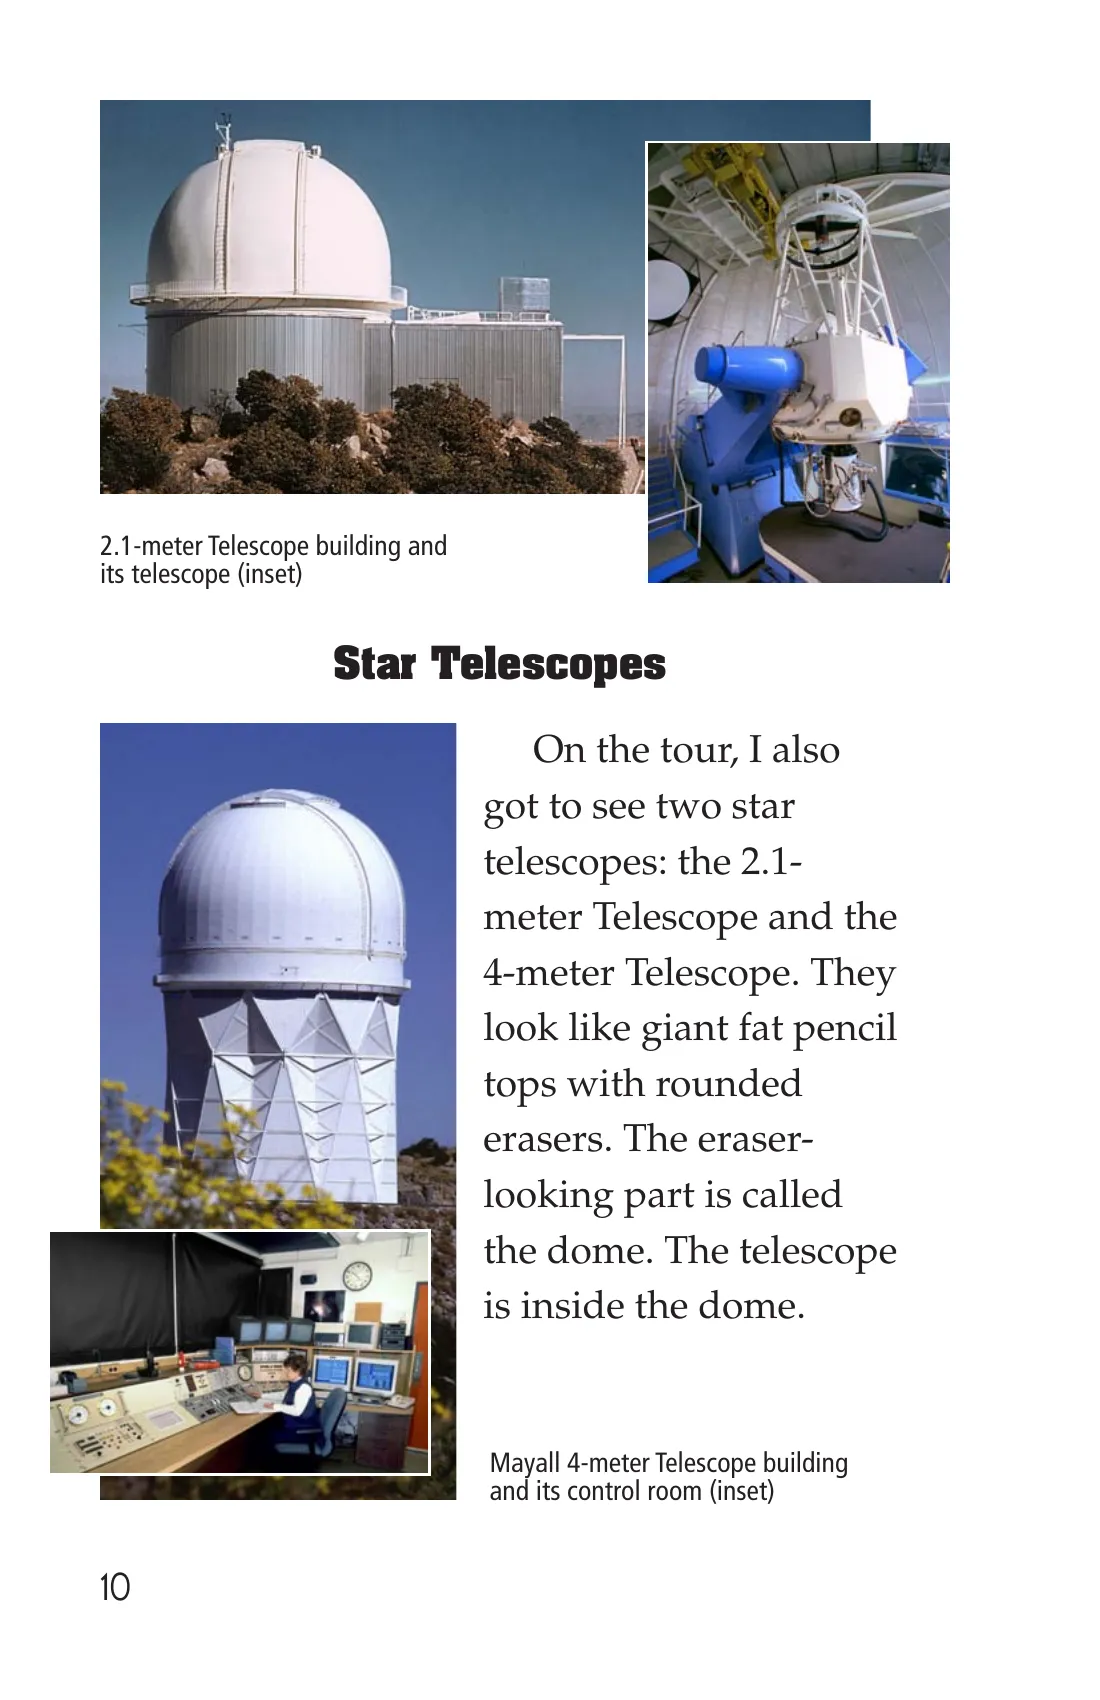 2.1-meter Telescope building and
its telescope (inset)
Star Telescopes
On the tour, I also
got to see two star
telescopes: the 2.1-
meter Telescope and the
4-meter Telescope. They
look like giant fat pencil
tops with rounded
erasers. The eraser-
looking part is called
the dome. The telescope
is inside the dome.
Mayall 4-meter Telescope building
and its control room (inset)
10